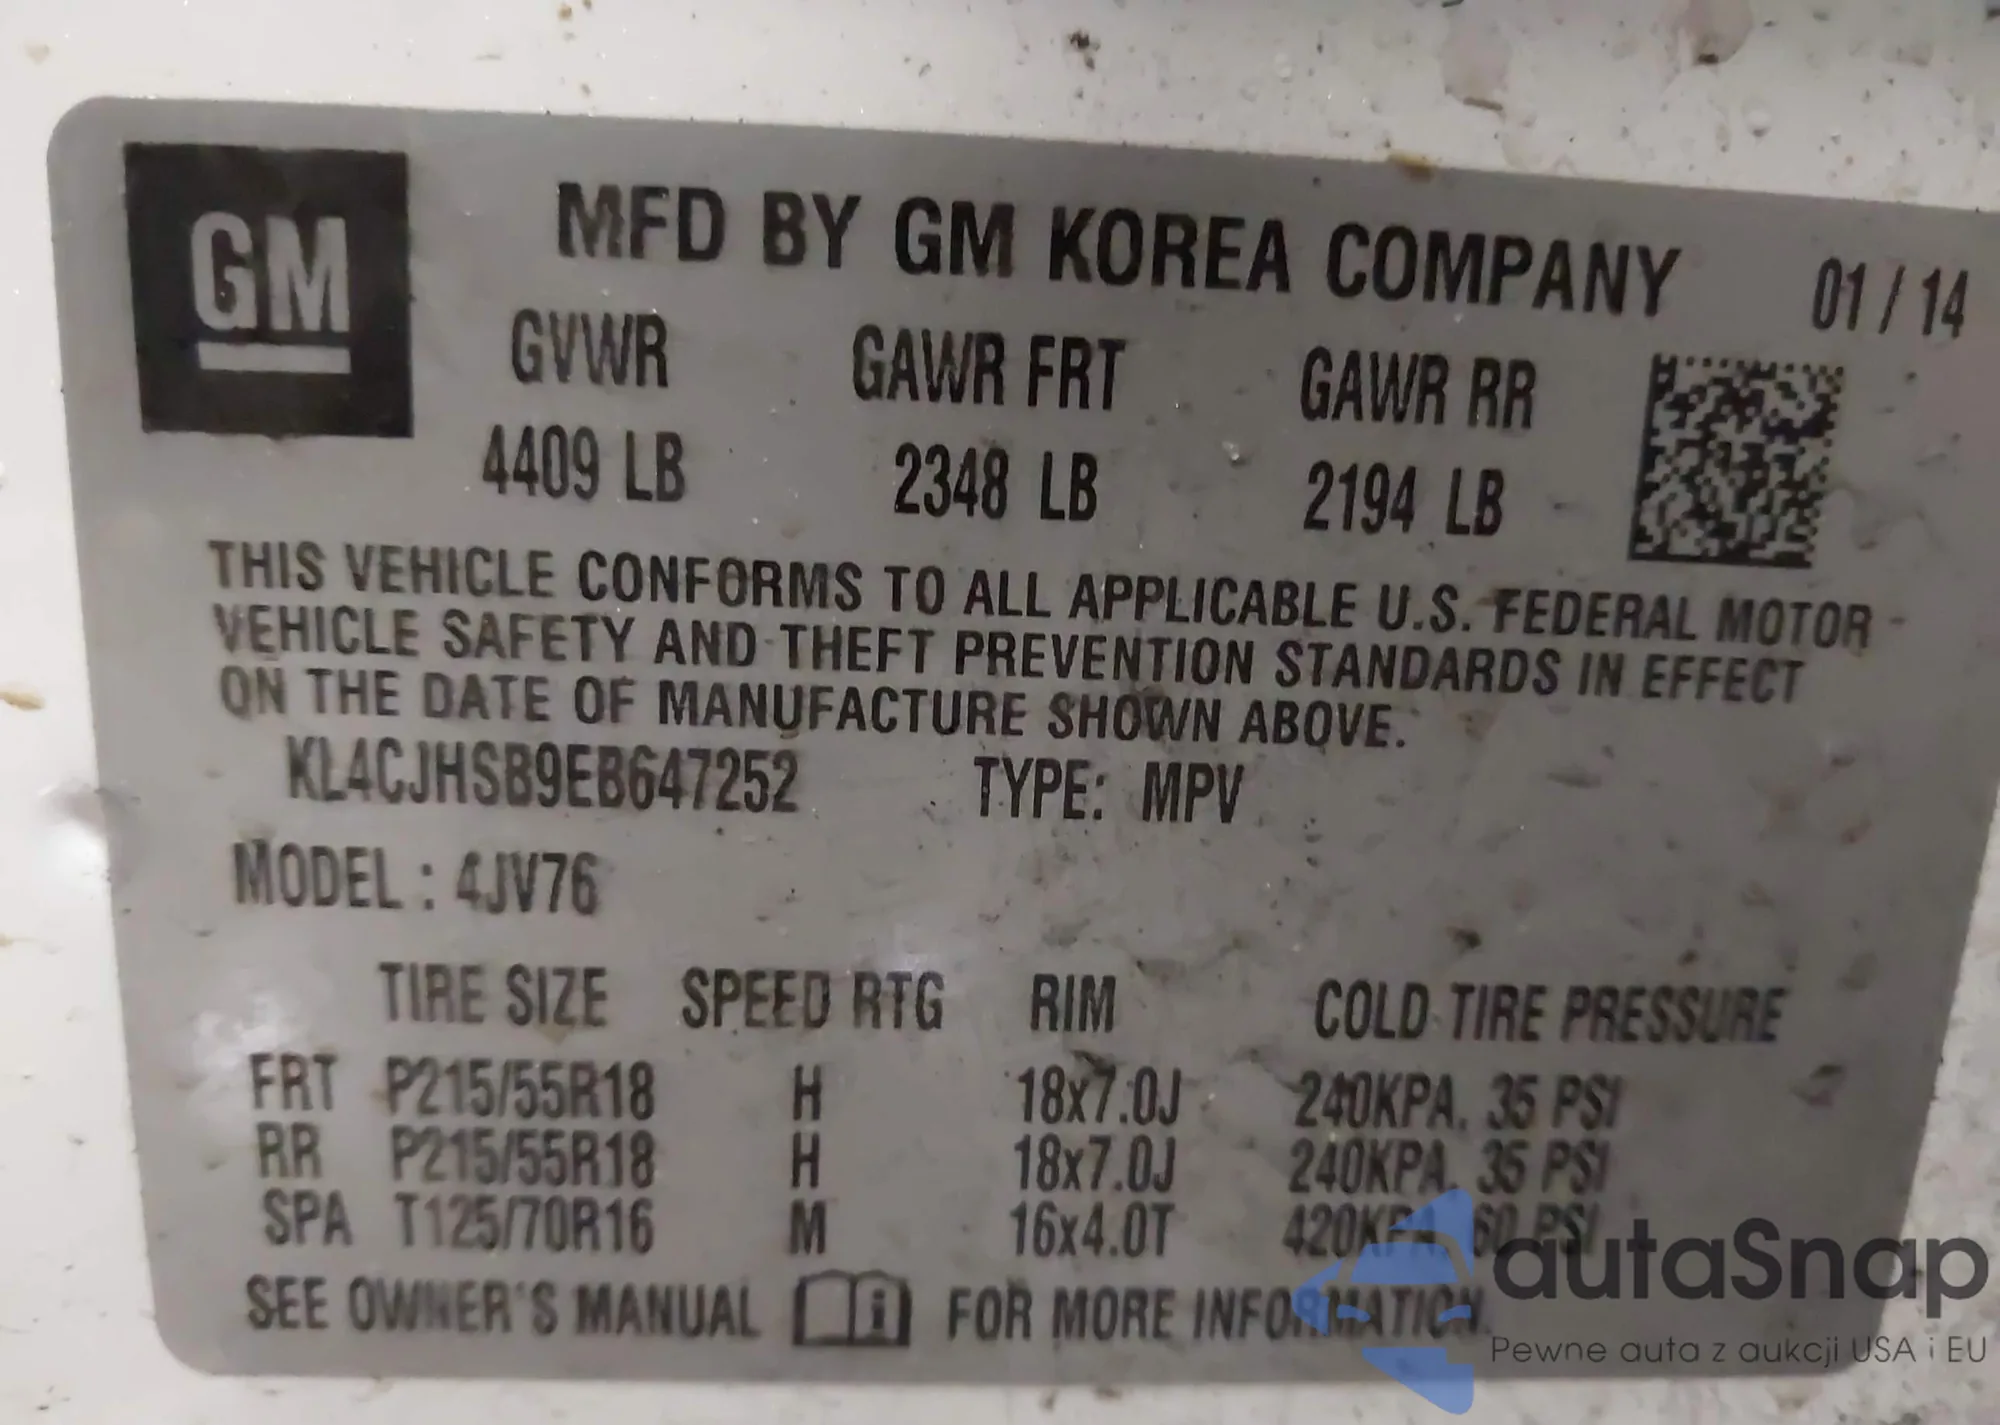 GM
MFD BY GM KOREA COMPANY 01 / 14
GVWR GAWR FRT GAWR RR
4409 LB 2348 LB 2194 LB
THIS VEHICLE CONFORMS TO ALL APPLICABLE U.S. FEDERAL MOTOR
VEHICLE SAFETY AND THEFT PREVENTION STANDARDS IN EFFECT
ON THE DATE OF MANUFACTURE SHOWN ABOVE.
KL4CJHSB9EB647252 TYPE: MPV
MODEL : 4JV76
TIRE SIZE SPEED RTG RIM COLD TIRE PRESSURE
FRT P215/55R18 H 18x7.0J 240KPA. 35 PSI
RR P215/55R18 H 18x7.0J 240KPA. 35 PSI
SPA T125/70R16 M 16x4.0T 420KPA. 60 PSI
SEE OWNER'S MANUAL i FOR MORE INFORMATION.
autaSnap
Pewne auta z aukcji USA i EU